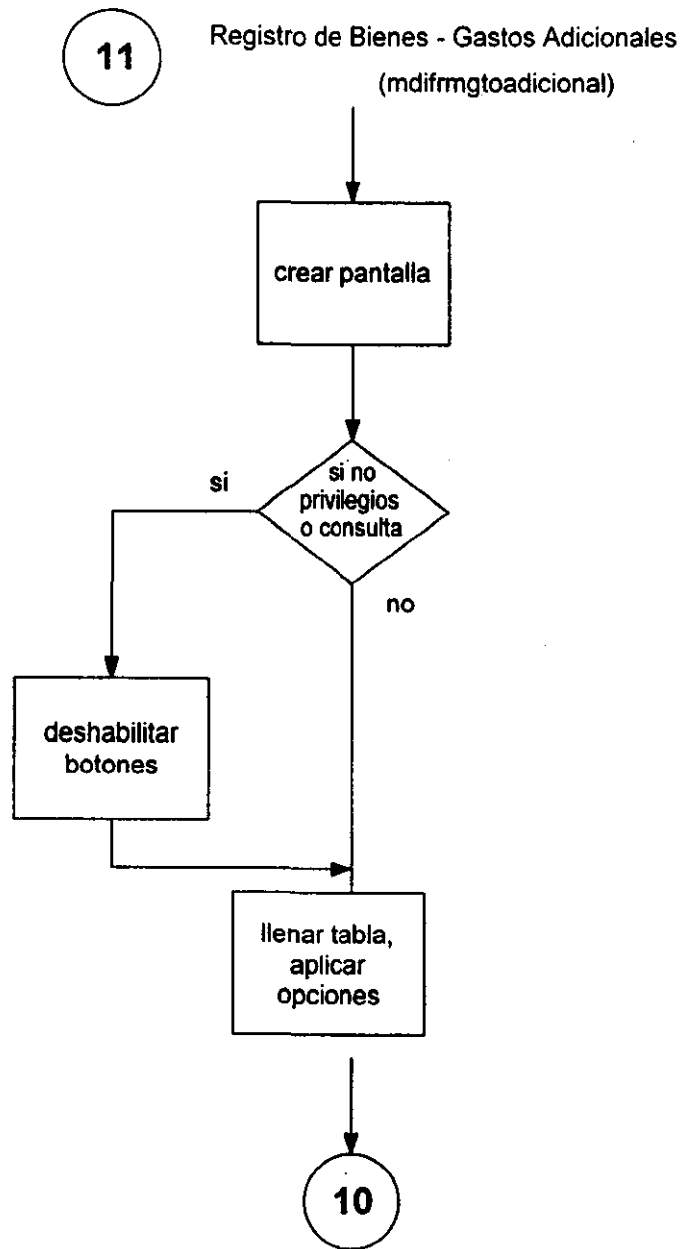 11
Registro de Bienes - Gastos Adicionales
(mdifrmgtoadicional)
crear pantalla
si no
privilegios
o consulta
si
no
deshabilitar
botones
llenar tabla,
aplicar
opciones
10